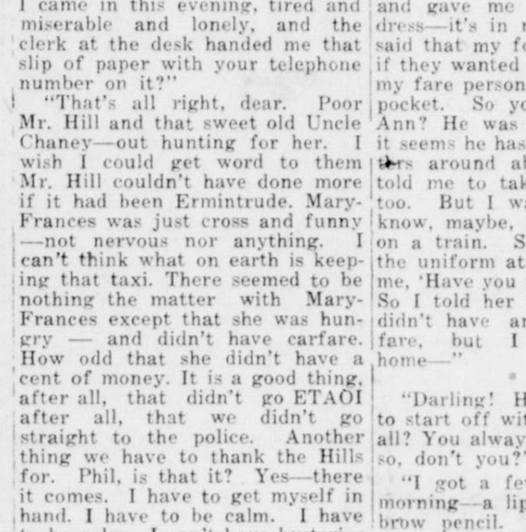 I came in this evening, tired and
miserable and lonely, and the
clerk at the desk handed me that
slip of paper with your telephone
number on it?"
"That's all right, dear. Poor
Mr. Hill and that sweet old Uncle
Chaney—out hunting for her. I
wish I could get word to them
Mr. Hill couldn't have done more
if it had been Ermintrude. Mary-
Frances was just cross and funny
—not nervous nor anything. I
can't think what on earth is keep-
ing that taxi. There seemed to be
nothing the matter with Mary-
Frances except that she was hun-
gry — and didn't have carfare.
How odd that she didn't have a
cent of money. It is a good thing,
after all, that didn't go ETAOI
after all, that we didn't go
straight to the police. Another
thing we have to thank the Hills
for. Phil, is that it? Yes—there
it comes. I have to get myself in
hand. I have to be calm. I have
and gave me
dress—it's in
said that my
if they wanted
my fare person
pocket. So
Ann? He was
it seems he has
around
told me to
too. But I
know, maybe,
on a train.
the uniform at
me, 'Have you
So I told her
didn't have
fare, but I
home—"
"Darling!
to start off
all? You
so, don't you?
"I got a
morning—a
brow pencil.